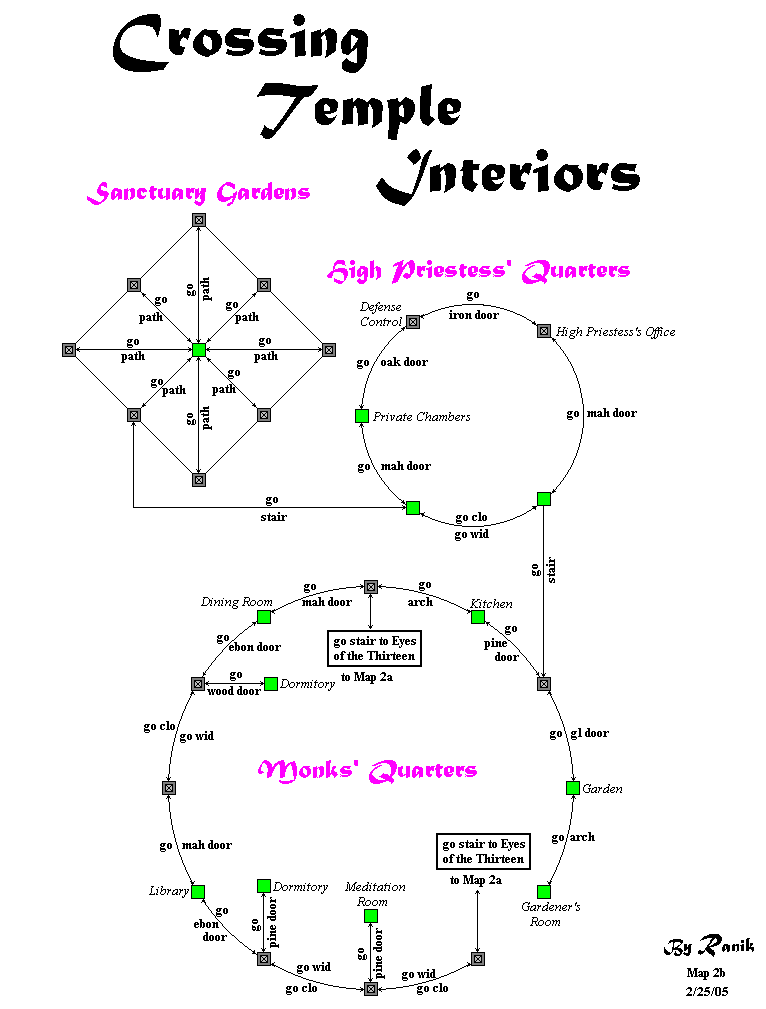 Crossing
Temple
Interiors
Sanctuary Gardens
go
path
go
path
go
path
go
path
go
path
go
path
go
path
go
path
go
stair
High Priestess' Quarters
Defense
Control
go
iron door
High Priestess's Office
go oak door
Private Chambers
go mah door
go mah door
go clo
go wid
go
stair
Dining Room
go
mah door
go
arch
Kitchen
go
ebon door
go stair to Eyes
of the Thirteen
to Map 2a
go
pine
door
go
wood door
Dormitory
go clo
go wid
go gl door
Monks' Quarters
Garden
go mah door
go stair to Eyes
of the Thirteen
to Map 2a
go arch
Library
Dormitory
Meditation
Room
Gardener's
Room
go
ebon
door
go
pine door
go
pine door
go wid
go clo
go wid
go clo
By Ranik
Map 2b
2/25/05